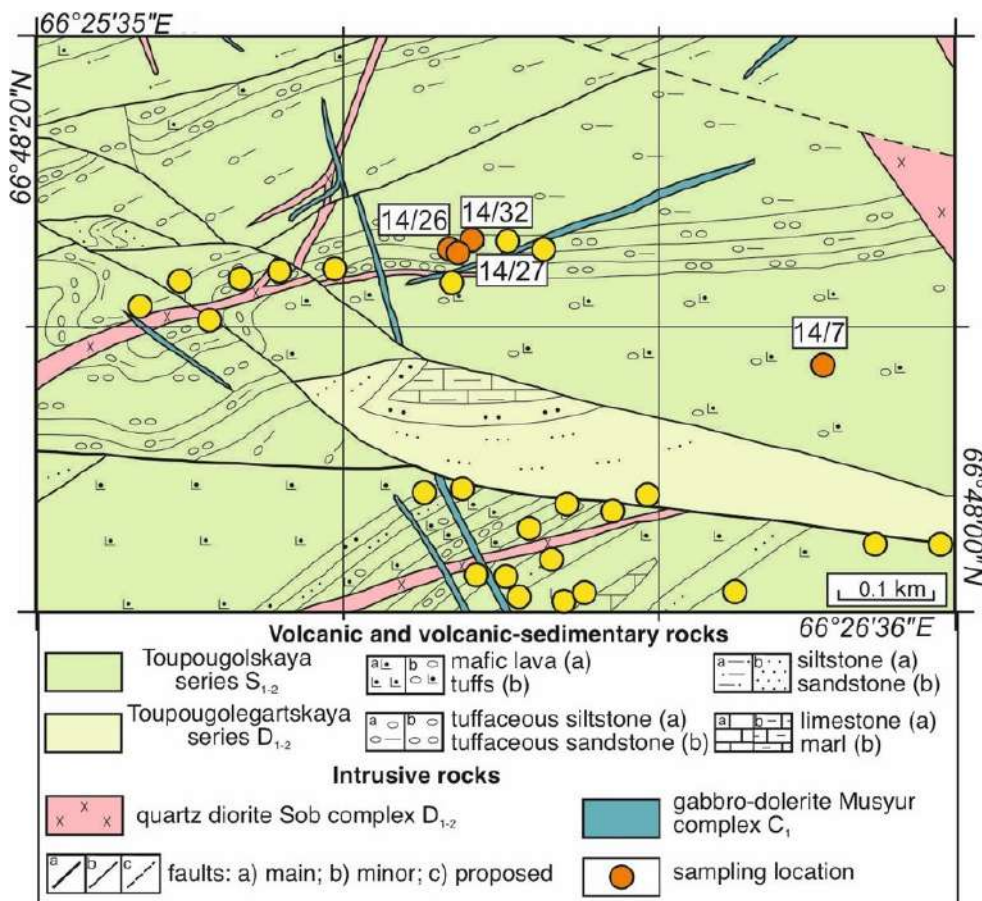 66°25'35"E
66°48'20"N
14/26
14/32
14/27
14/7
66°48'00"N
0.1 km
66°26'36"E
Volcanic and volcanic-sedimentary rocks
Toupougolskaya
series S₁₋₂
a b
mafic lava (a)
tuffs (b)
a b
siltstone (a)
sandstone (b)
Toupougolegartskaya
series D₁₋₂
a b
tuffaceous siltstone (a)
tuffaceous sandstone (b)
a b
limestone (a)
marl (b)
Intrusive rocks
quartz diorite Sob complex D₁₋₂
gabbro-dolerite Musyur
complex C₁
a b c
faults: a) main; b) minor; c) proposed
sampling location